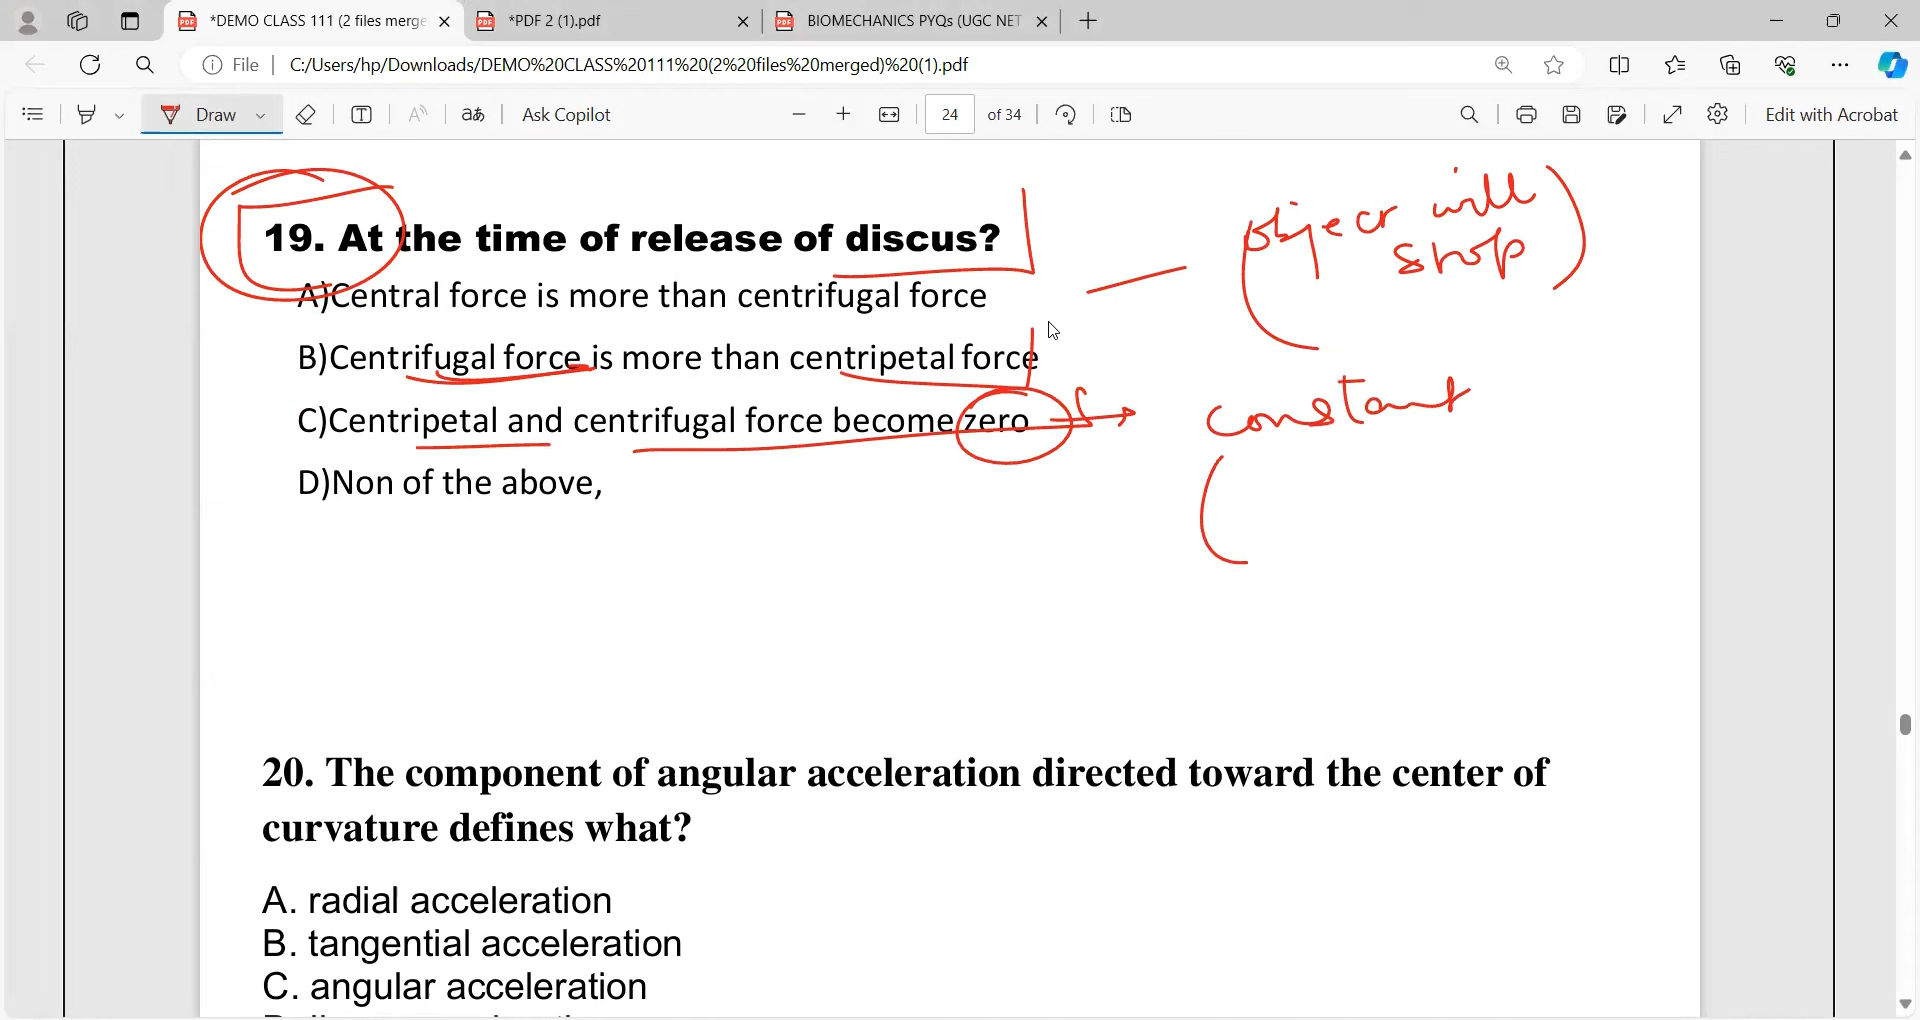 *DEMO CLASS 111 (2 files merge
*PDF 2 (1).pdf
BIOMECHANICS PYQs (UGC NET
File
C:/Users/hp/Downloads/DEMO%20CLASS%20111%20(2%20files%20merged)%20(1).pdf
Draw
aあ
Ask Copilot
24 of 34
Edit with Acrobat
19. At the time of release of discus?
A)Central force is more than centrifugal force
B)Centrifugal force is more than centripetal force
C)Centripetal and centrifugal force become zero
D)Non of the above,
object will
stop
constant
20. The component of angular acceleration directed toward the center of
curvature defines what?
A. radial acceleration
B. tangential acceleration
C. angular acceleration